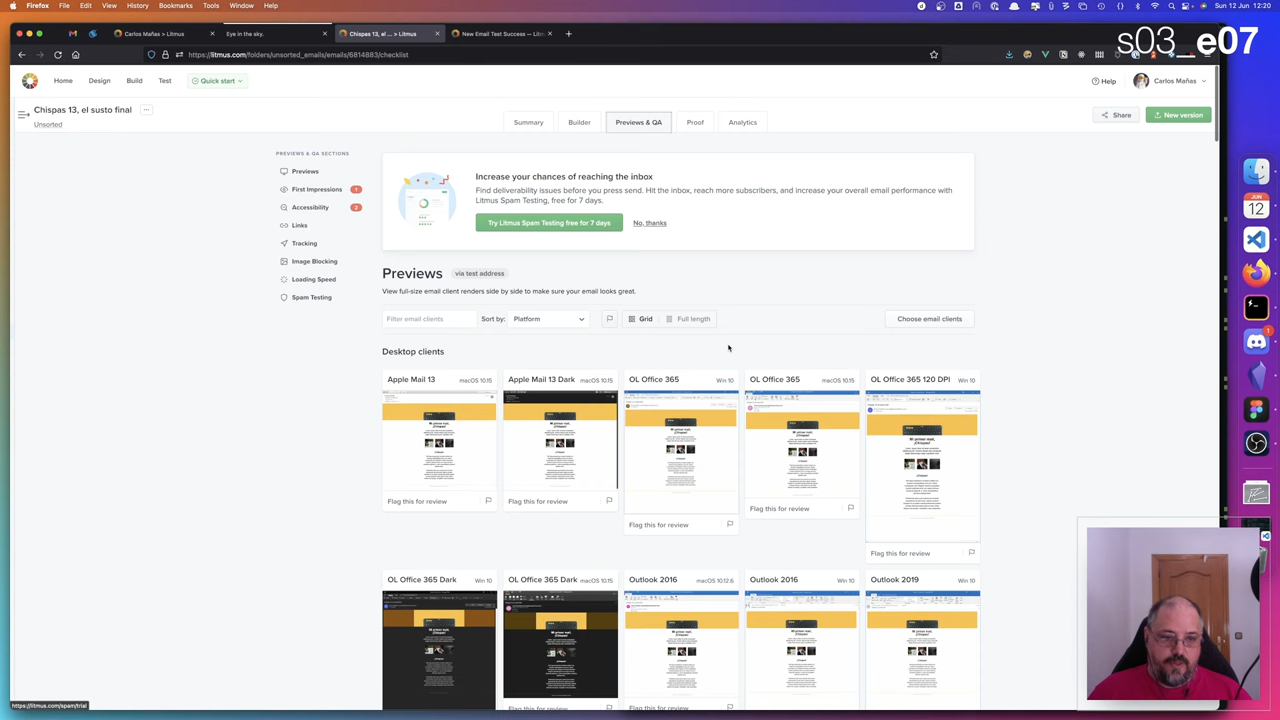 Firefox File Edit View History Bookmarks Tools Window Help
Sun 12 Jun 12:20
s03 e07
Carlos Mañas > Litmus
Eye in the sky.
Chispas 13, el ... > Litmus
New Email Test Success -- Litm
https://litmus.com/folders/unsorted_emails/emails/6814883/checklist
Home Design Build Test Quick start
Help Carlos Mañas
Chispas 13, el susto final
Unsorted
Summary Builder Previews & QA Proof Analytics
Share New version
PREVIEWS & QA SECTIONS
Previews
First Impressions 1
Accessibility 2
Links
Tracking
Image Blocking
Loading Speed
Spam Testing
Increase your chances of reaching the inbox
Find deliverability issues before you press send. Hit the inbox, reach more subscribers, and increase your overall email performance with
Litmus Spam Testing, free for 7 days.
Try Litmus Spam Testing free for 7 days No, thanks
Previews via test address
View full-size email client renders side by side to make sure your email looks great.
Filter email clients Sort by: Platform Grid Full length Choose email clients
Desktop clients
Apple Mail 13 macOS 10.15 Apple Mail 13 Dark macOS 10.15 OL Office 365 Win 10 OL Office 365 macOS 10.15 OL Office 365 120 DPI Win 10
Flag this for review Flag this for review Flag this for review Flag this for review Flag this for review
OL Office 365 Dark Win 10 OL Office 365 Dark macOS 10.15 Outlook 2016 macOS 10.12.6 Outlook 2016 Win 10 Outlook 2019 Win 10
https://litmus.com/spam/trial
JUN
12
1